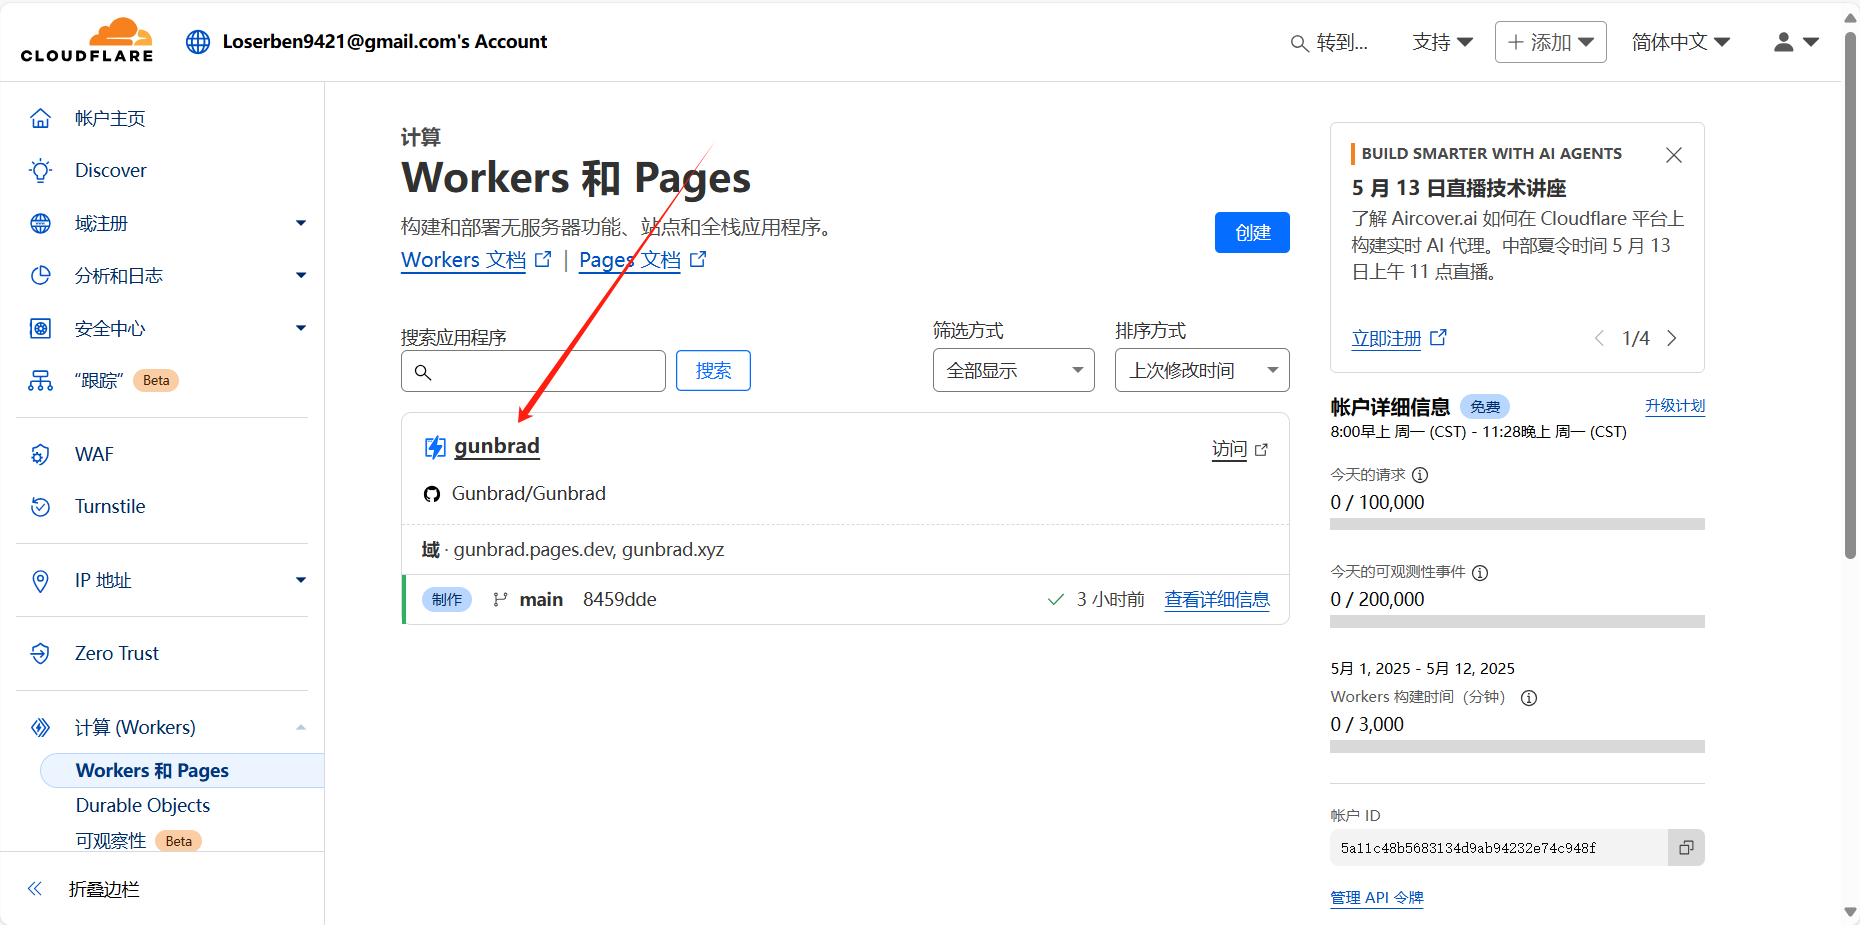 CLOUDFLARE
Loserben9421@gmail.com's Account
转到...
支持
添加
简体中文
帐户主页
Discover
域注册
分析和日志
安全中心
“跟踪” Beta
WAF
Turnstile
IP 地址
Zero Trust
计算 (Workers)
Workers 和 Pages
Durable Objects
可观察性 Beta
折叠边栏
计算
Workers 和 Pages
构建和部署无服务器功能、站点和全栈应用程序。
Workers 文档 | Pages 文档
创建
搜索应用程序
搜索
筛选方式
全部显示
排序方式
上次修改时间
gunbrad
访问
Gunbrad/Gunbrad
域 · gunbrad.pages.dev, gunbrad.xyz
制作 main 8459dde 3 小时前 查看详细信息
BUILD SMARTER WITH AI AGENTS
5 月 13 日直播技术讲座
了解 Aircover.ai 如何在 Cloudflare 平台上
构建实时 AI 代理。中部夏令时间 5 月 13
日上午 11 点直播。
立即注册 1/4
帐户详细信息 免费 升级计划
8:00早上 周一 (CST) - 11:28晚上 周一 (CST)
今天的请求
0 / 100,000
今天的可观测性事件
0 / 200,000
5月 1, 2025 - 5月 12, 2025
Workers 构建时间（分钟）
0 / 3,000
帐户 ID
5a11c48b5683134d9ab94232e74c948f
管理 API 令牌